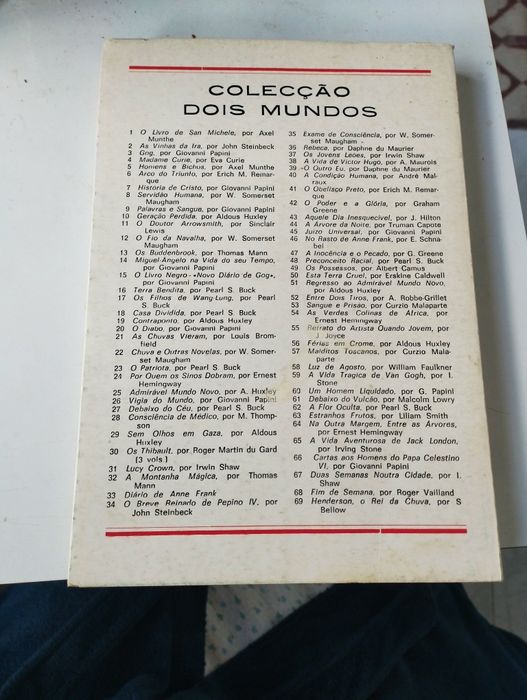 COLECÇÃO
DOIS MUNDOS
1 O Livro de San Michele, por Axel
Munthe
2 As Vinhas da Ira, por John Steinbeck
3 Gog, por Giovanni Papini
4 Madame Curie, por Eva Curie
5 Homens e Bichos, por Axel Munthe
6 Arco do Triunfo, por Erich M. Remar-
que
7 História de Cristo, por Giovanni Papini
8 Servidão Humana, por W. Somerset
Maugham
9 Palavras e Sangue, por Giovanni Papini
10 Geração Perdida, por Aldous Huxley
11 O Doutor Arrowsmith, por Sinclair
Lewis
12 O Fio da Navalha, por W. Somerset
Maugham
13 Os Buddenbrook, por Thomas Mann
14 Miguel-Angelo na Vida do seu Tempo,
por Giovanni Papini
15 O Livro Negro - «Novo Diário de Gog»,
por Giovanni Papini
16 Terra Bendita, por Pearl S. Buck
17 Os Filhos de Wang-Lung, por Pearl
S. Buck
18 Casa Dividida, por Pearl S. Buck
19 Contraponto, por Aldous Huxley
20 O Diabo, por Giovanni Papini
21 As Chuvas Vieram, por Louis Brom-
field
22 Chuva e Outras Novelas, por W. Somer-
set Maugham
23 O Patriota, por Pearl S. Buck
24 Por Quem os Sinos Dobram, por Ernest
Hemingway
25 Admirável Mundo Novo, por A. Huxley
26 Vigia do Mundo, por Giovanni Papini
27 Debaixo do Céu, por Pearl S. Buck
28 Consciência de Médico, por M. Thomp-
son
29 Sem Olhos em Gaza, por Aldous
Huxley
30 Os Thibault, por Roger Martin du Gard
(3 vols.)
31 Lucy Crown, por Irwin Shaw
32 A Montanha Mágica, por Thomas
Mann
33 Diário de Anne Frank
34 O Breve Reinado de Pepino IV, por
John Steinbeck
35 Exame de Consciência, por W. Somer-
set Maugham -
36 Rebeca, por Daphne du Maurier
37 Os Jovens Leões, por Irwin Shaw
38 A Vida de Victor Hugo, por A. Maurois
39 O Outro Eu, por Daphne du Maurier
40 A Condição Humana, por André Mal-
raux
41 O Obelisco Preto, por Erich M. Remar-
que
42 O Poder e a Glória, por Graham
Greene
43 Aquele Dia Inesquecível, por J. Hilton
44 A Árvore da Noite, por Truman Capote
45 Juízo Universal, por Giovanni Papini
46 No Rasto de Anne Frank, por E. Schna-
bel
47 A Inocência e o Pecado, por G. Greene
48 Preconceito Racial, por Pearl S. Buck
49 Os Possessos, por Albert Camus
50 Esta Terra Cruel, por Erskine Caldwell
51 Regresso ao Admirável Mundo Novo,
por Aldous Huxley
52 Entre Dois Tiros, por A. Robbe-Grillet
53 Sangue e Prisão, por Curzio Malaparte
54 As Verdes Colinas de África, por
Ernest Hemingway
55 Retrato do Artista Quando Jovem, por
J. Joyce
56 Férias em Crome, por Aldous Huxley
57 Malditos Toscanos, por Curzio Mala-
parte
58 Luz de Agosto, por William Faulkner
59 A Vida Trágica de Van Gogh, por I.
Stone
60 Um Homem Liquidado, por G. Papini
61 Debaixo do Vulcão, por Malcolm Lowry
62 A Flor Oculta, por Pearl S. Buck
63 Estranhos Frutos, por Liliam Smith
64 Na Outra Margem, Entre as Árvores,
por Ernest Hemingway
65 A Vida Aventurosa de Jack London,
por Irving Stone
66 Cartas aos Homens do Papa Celestino
VI, por Giovanni Papini
67 Duas Semanas Noutra Cidade, por I.
Shaw
68 Fim de Semana, por Roger Vailland
69 Henderson, o Rei da Chuva, por S
Bellow